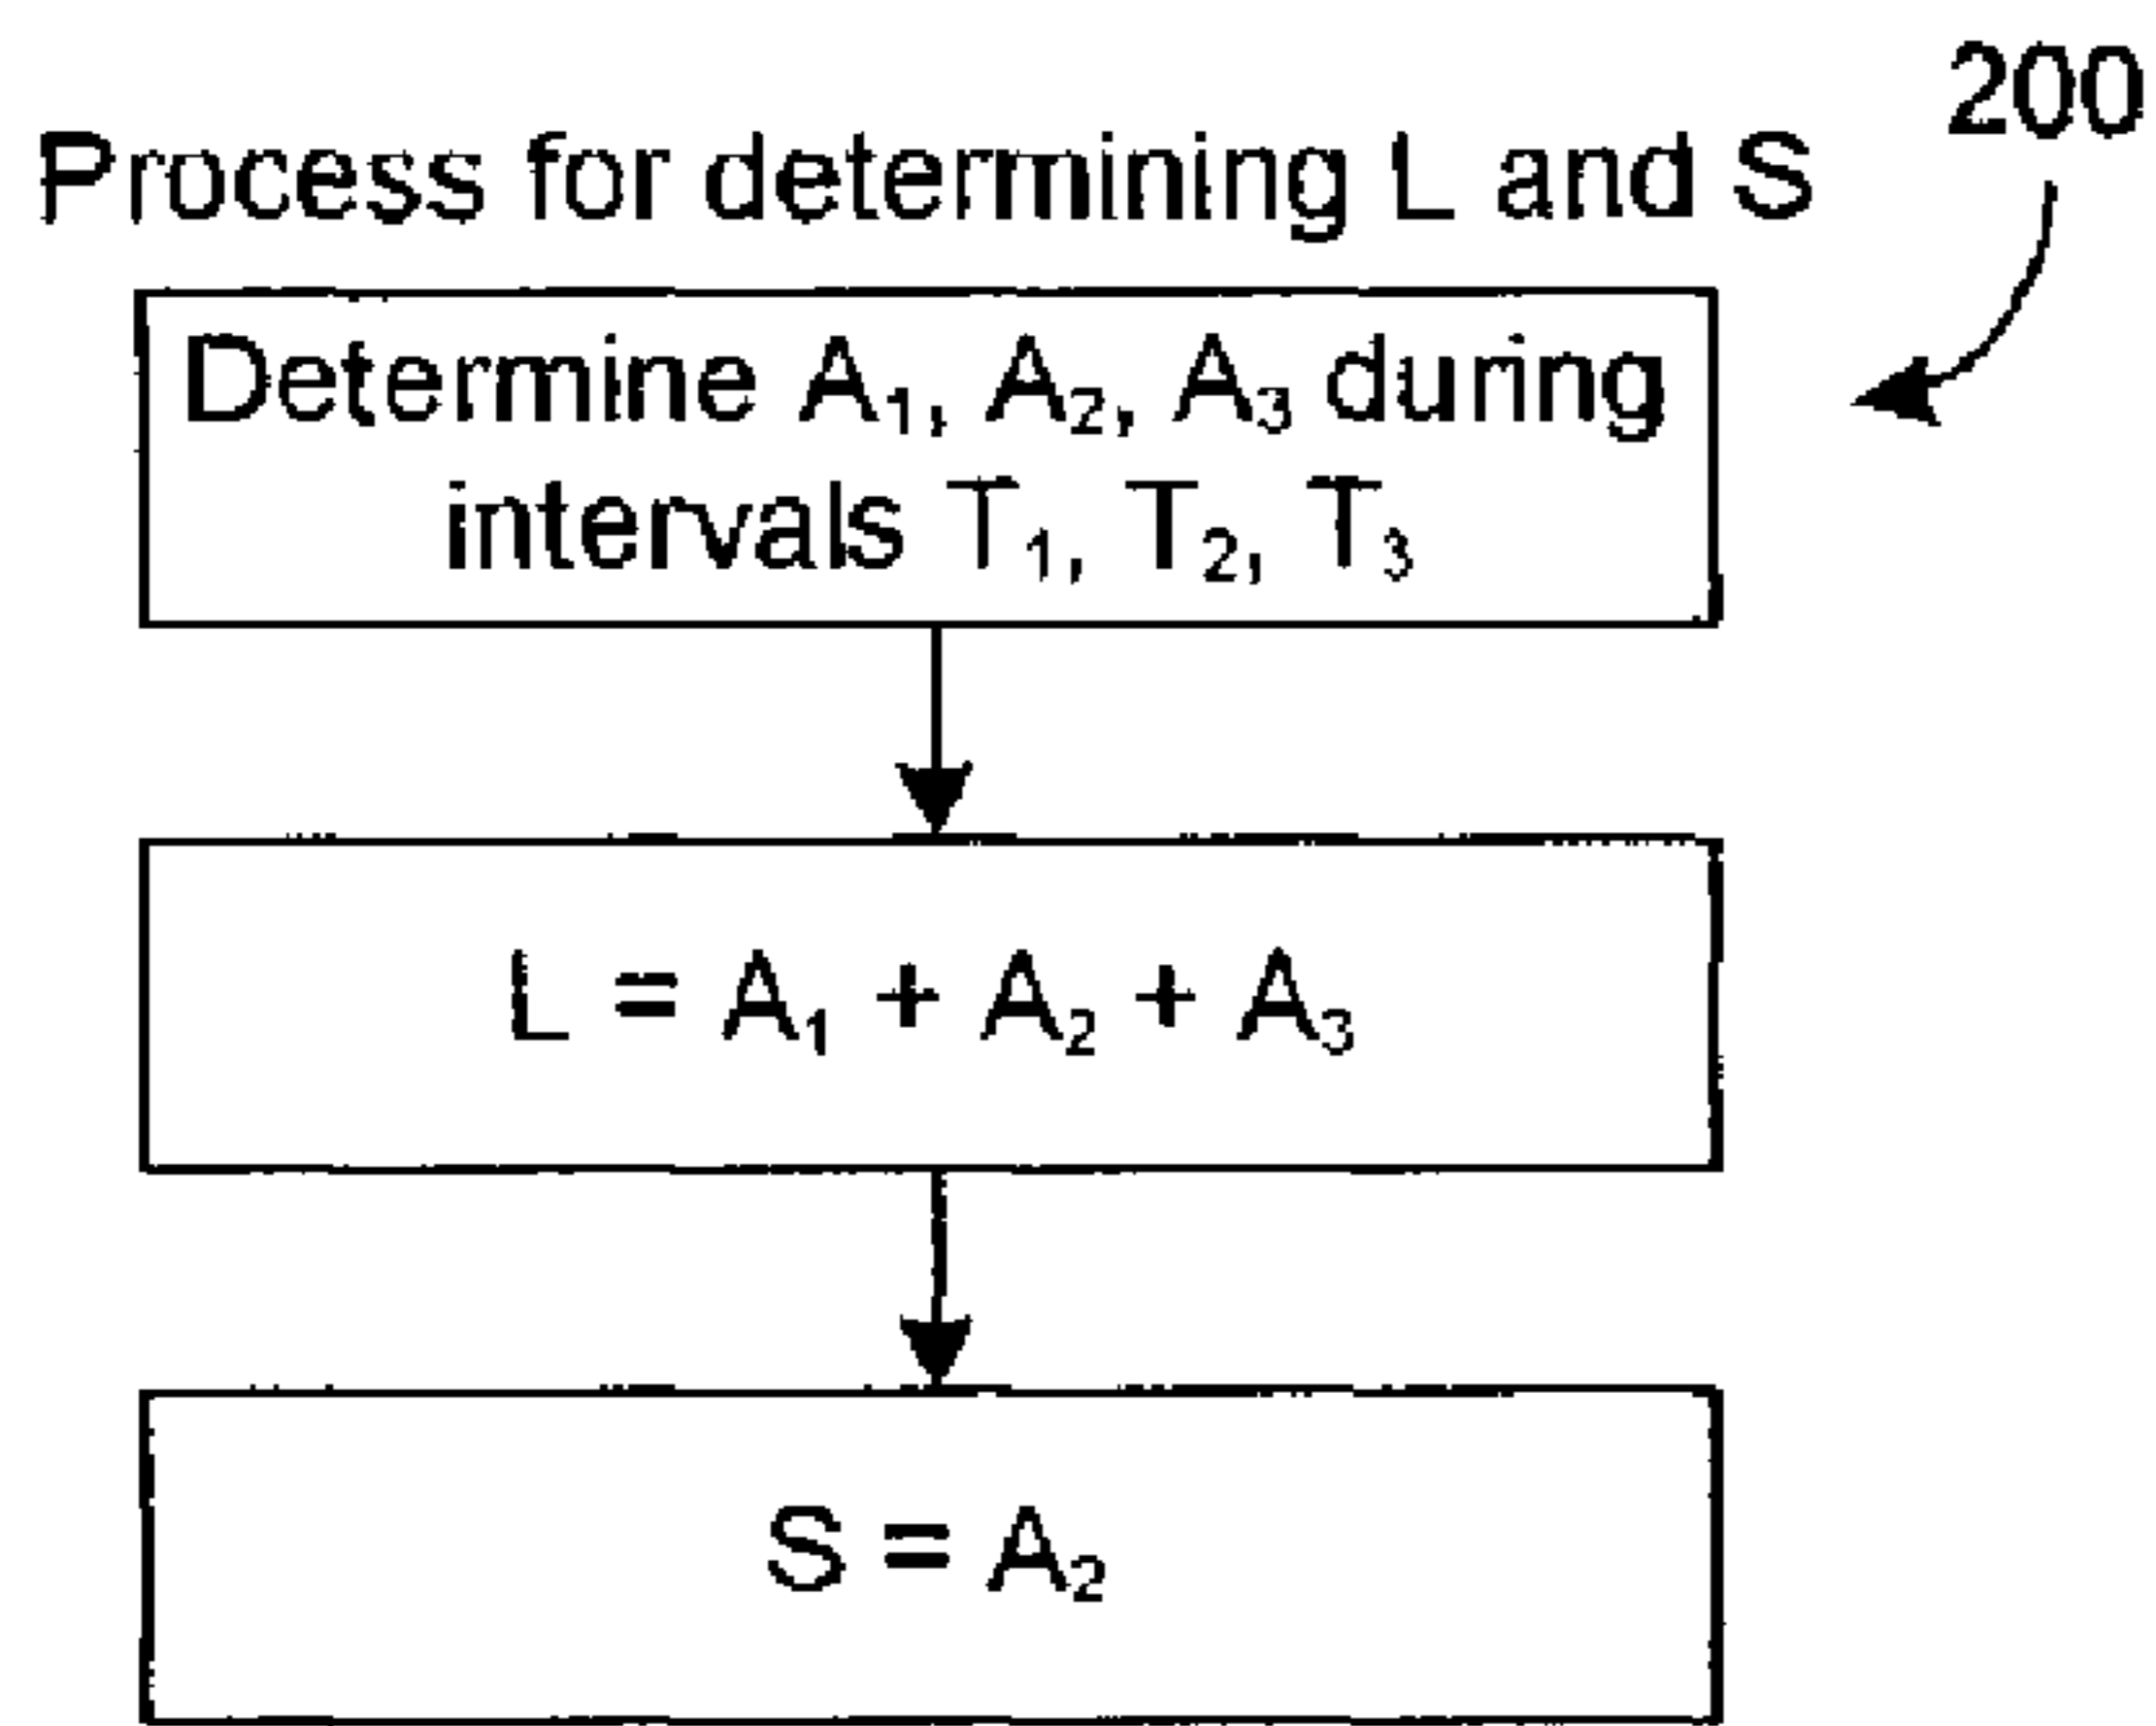 200
Process for determining L and S
Determine A₁, A₂, A₃ during
intervals T₁, T₂, T₃
L = A₁ + A₂ + A₃
S = A₂